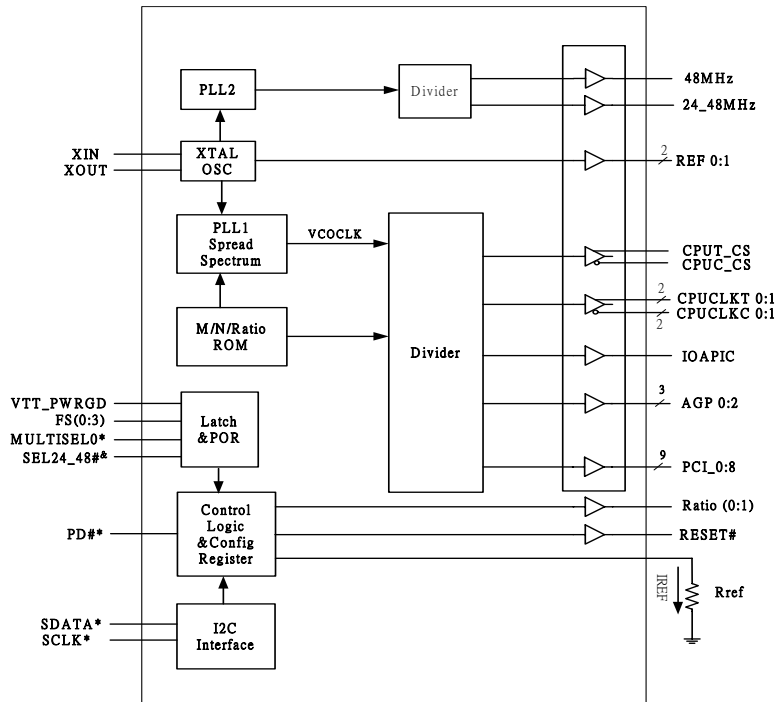 PLL2
Divider
48MHz
24_48MHz
XIN
XOUT
XTAL
OSC
2
REF 0:1
PLL1
Spread
Spectrum
VCOCLK
CPUT_CS
CPUC_CS
2
CPUCLKT 0:1
CPUCLKC 0:1
2
M/N/Ratio
ROM
Divider
IOAPIC
3
AGP 0:2
9
PCI_0:8
VTT_PWRGD
FS(0:3)
MULTISEL0*
SEL24_48#&
Latch
&POR
PD#*
Control
Logic
&Config
Register
Ratio (0:1)
RESET#
IREF
Rref
SDATA*
SCLK*
I2C
Interface